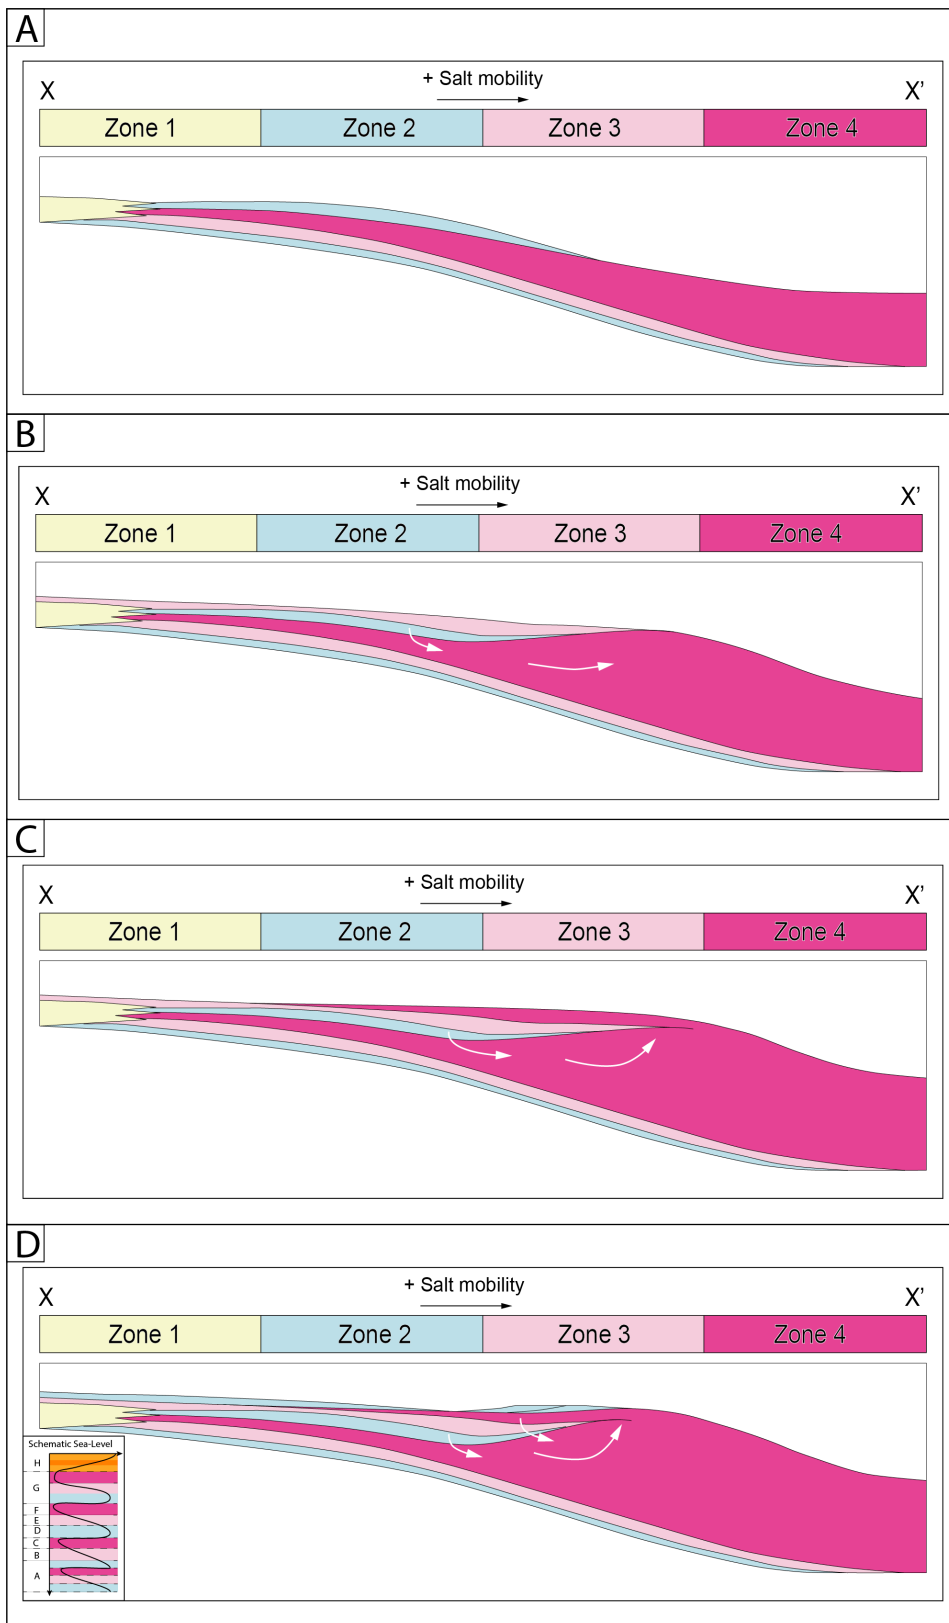 A
+ Salt mobility
X X'
Zone 1 Zone 2 Zone 3 Zone 4
B
+ Salt mobility
X X'
Zone 1 Zone 2 Zone 3 Zone 4
C
+ Salt mobility
X X'
Zone 1 Zone 2 Zone 3 Zone 4
D
+ Salt mobility
X X'
Zone 1 Zone 2 Zone 3 Zone 4
Schematic Sea-Level
H
G
F
E
D
C
B
A